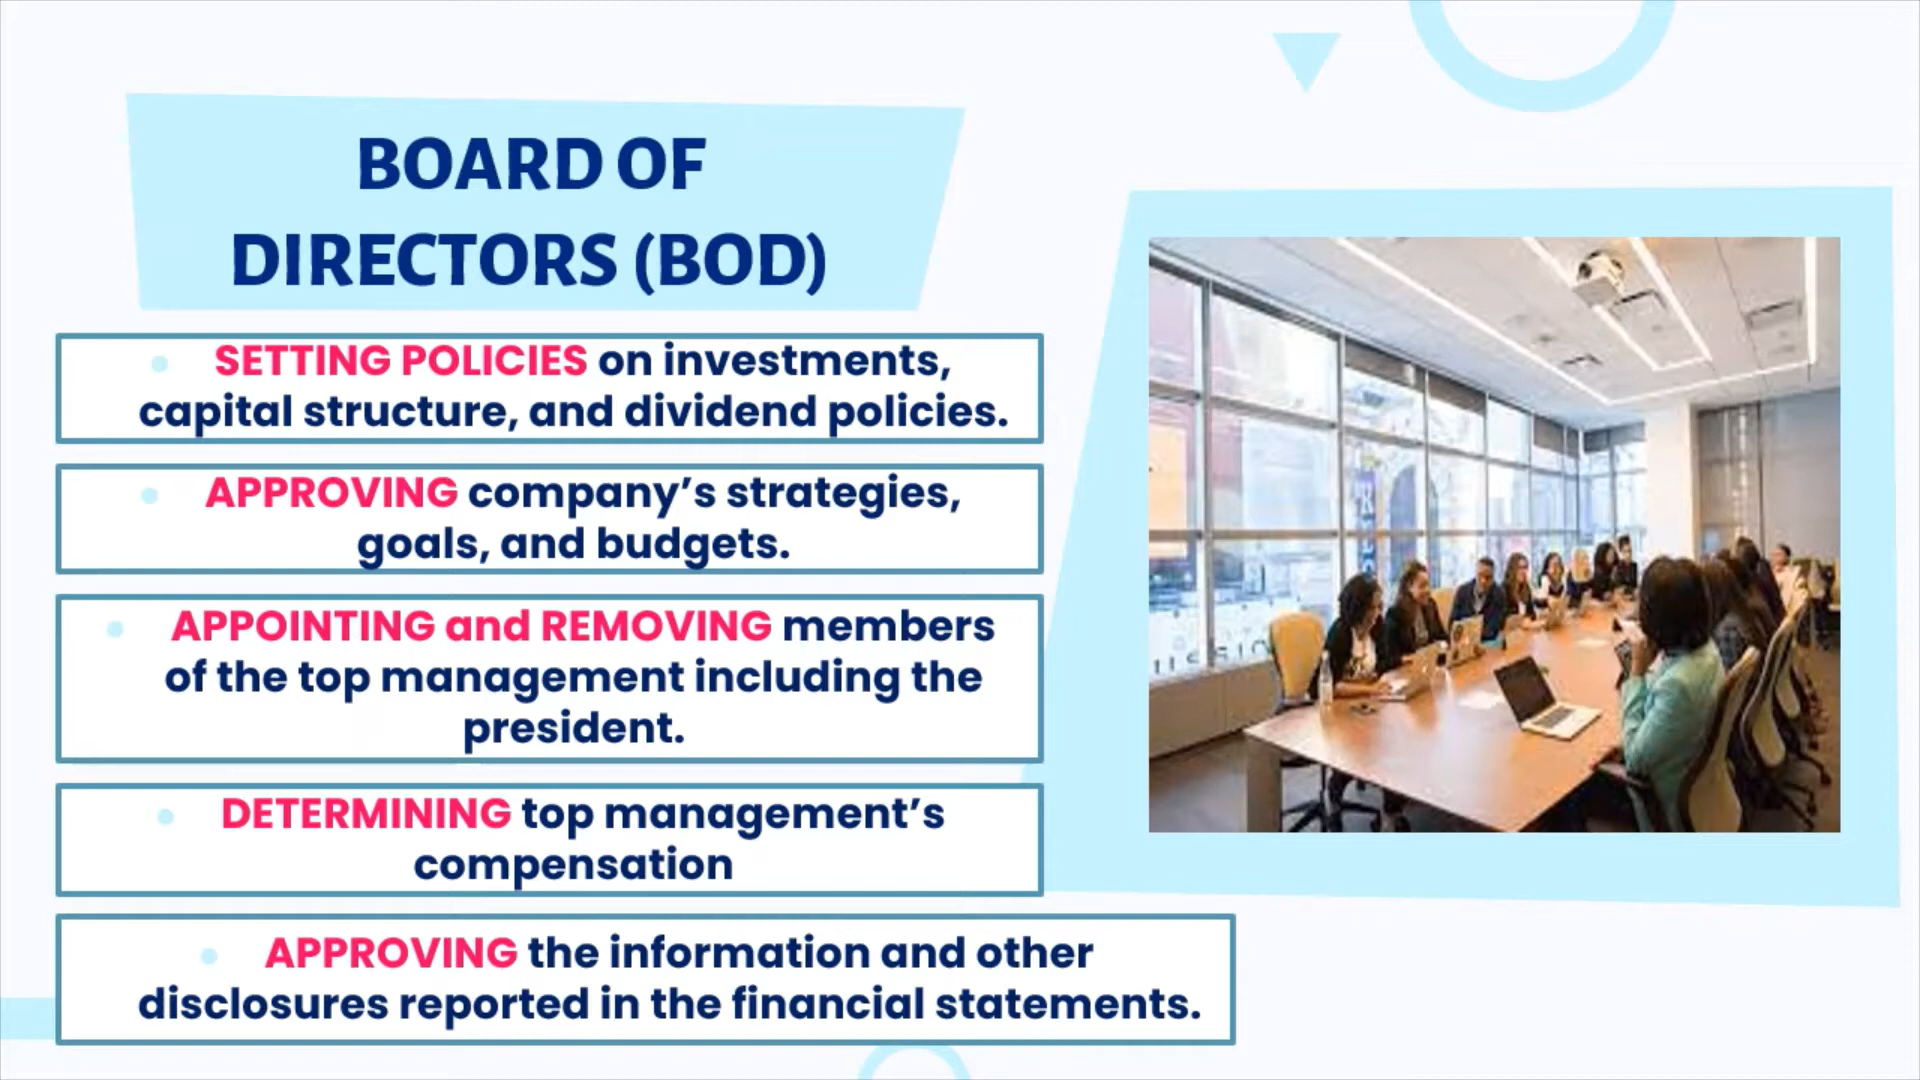 BOARD OF
DIRECTORS (BOD)
• SETTING POLICIES on investments,
capital structure, and dividend policies.
• APPROVING company’s strategies,
goals, and budgets.
• APPOINTING and REMOVING members
of the top management including the
president.
• DETERMINING top management’s
compensation
• APPROVING the information and other
disclosures reported in the financial statements.